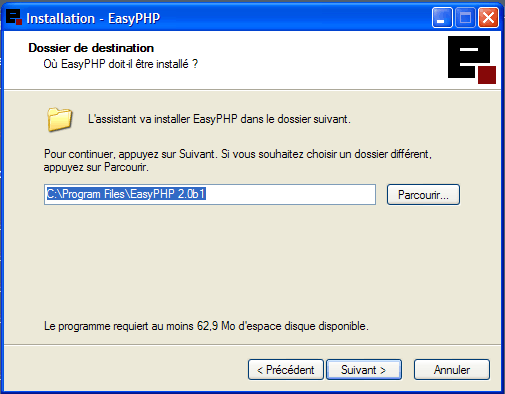 Installation - EasyPHP
Dossier de destination
Où EasyPHP doit-il être installé ?
L'assistant va installer EasyPHP dans le dossier suivant.
Pour continuer, appuyez sur Suivant. Si vous souhaitez choisir un dossier différent,
appuyez sur Parcourir.
C:\Program Files\EasyPHP 2.0b1
Parcourir...
Le programme requiert au moins 62,9 Mo d'espace disque disponible.
< Précédent
Suivant >
Annuler